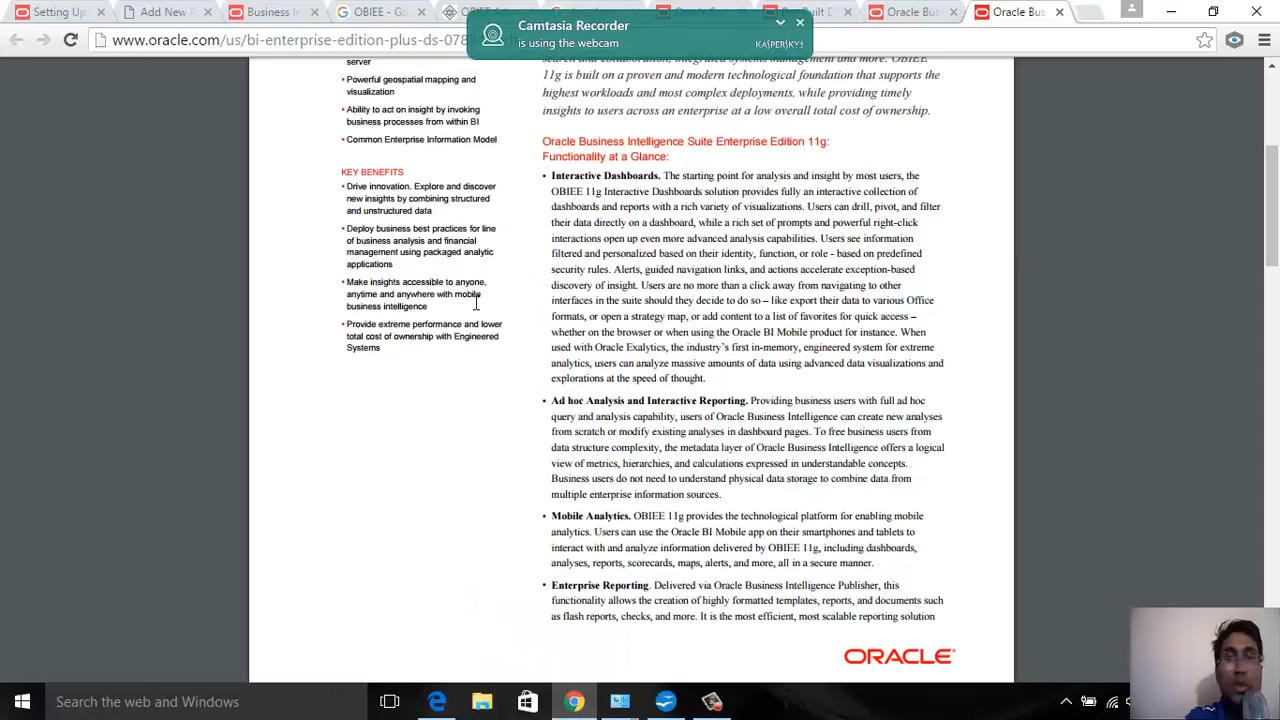 Setting Up
Add New
Business In
OBIEE - G
Business
Oracle Bus
Camtasia Recorder
is using the webcam
KASPERSKY
www.oracle.com/us/bi-enterprise-edition-plus-ds-078
server
• Powerful geospatial mapping and
visualization
• Ability to act on insight by invoking
business processes from within BI
• Common Enterprise Information Model
KEY BENEFITS
• Drive innovation. Explore and discover
new insights by combining structured
and unstructured data
• Deploy business best practices for line
of business analysis and financial
management using packaged analytic
applications
• Make insights accessible to anyone,
anytime and anywhere with mobile
business intelligence
• Provide extreme performance and lower
total cost of ownership with Engineered
Systems
search and collaboration, integrated systems management and more. OBIEE
11g is built on a proven and modern technological foundation that supports the
highest workloads and most complex deployments, while providing timely
insights to users across an enterprise at a low overall total cost of ownership.
Oracle Business Intelligence Suite Enterprise Edition 11g:
Functionality at a Glance:
• Interactive Dashboards. The starting point for analysis and insight by most users, the
OBIEE 11g Interactive Dashboards solution provides fully an interactive collection of
dashboards and reports with a rich variety of visualizations. Users can drill, pivot, and filter
their data directly on a dashboard, while a rich set of prompts and powerful right-click
interactions open up even more advanced analysis capabilities. Users see information
filtered and personalized based on their identity, function, or role - based on predefined
security rules. Alerts, guided navigation links, and actions accelerate exception-based
discovery of insight. Users are no more than a click away from navigating to other
interfaces in the suite should they decide to do so – like export their data to various Office
formats, or open a strategy map, or add content to a list of favorites for quick access –
whether on the browser or when using the Oracle BI Mobile product for instance. When
used with Oracle Exalytics, the industry's first in-memory, engineered system for extreme
analytics, users can analyze massive amounts of data using advanced data visualizations and
explorations at the speed of thought.
• Ad hoc Analysis and Interactive Reporting. Providing business users with full ad hoc
query and analysis capability, users of Oracle Business Intelligence can create new analyses
from scratch or modify existing analyses in dashboard pages. To free business users from
data structure complexity, the metadata layer of Oracle Business Intelligence offers a logical
view of metrics, hierarchies, and calculations expressed in understandable concepts.
Business users do not need to understand physical data storage to combine data from
multiple enterprise information sources.
• Mobile Analytics. OBIEE 11g provides the technological platform for enabling mobile
analytics. Users can use the Oracle BI Mobile app on their smartphones and tablets to
interact with and analyze information delivered by OBIEE 11g, including dashboards,
analyses, reports, scorecards, maps, alerts, and more, all in a secure manner.
• Enterprise Reporting. Delivered via Oracle Business Intelligence Publisher, this
functionality allows the creation of highly formatted templates, reports, and documents such
as flash reports, checks, and more. It is the most efficient, most scalable reporting solution
ORACLE
Search the web and Windows